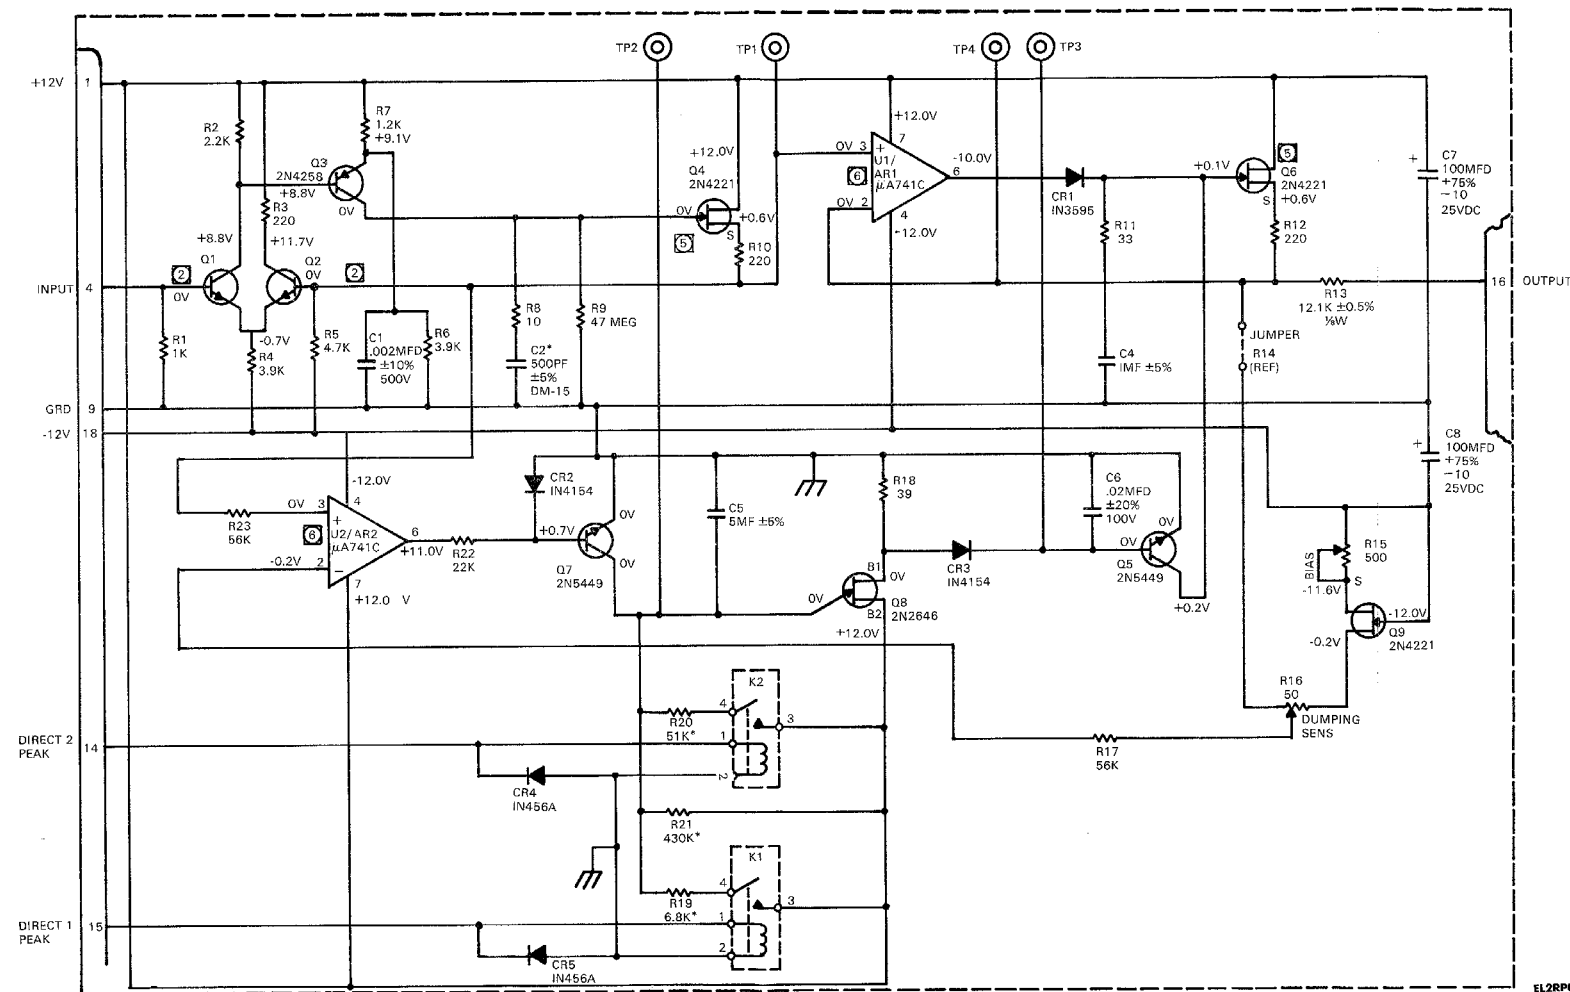 TP2
TP1
TP4
TP3
+12V
1
R2
2.2K
R7
1.2K
+9.1V
Q3
2N4258
+8.8V
0V
R3
220
+8.8V
+11.7V
2
Q1
0V
Q2
0V
2
INPUT
4
R1
1K
-0.7V
R4
3.9K
R5
4.7K
C1
.002MFD
±10%
500V
R6
3.9K
R8
10
C2*
500PF
±5%
DM-15
R9
47 MEG
+12.0V
Q4
2N4221
0V
+0.6V
S
5
R10
220
+12.0V
7
0V 3
+
U1/
AR1
µA741C
6
0V 2
4
-12.0V
-10.0V
6
CR1
IN3595
R11
33
C4
IMF ±5%
+0.1V
5
Q6
2N4221
+0.6V
S
R12
220
R13
12.1K ±0.5%
⅛W
16
OUTPUT
JUMPER
R14
(REF)
C7
+
100MFD
+75%
−10
25VDC
GRD
9
-12V
18
C8
+
100MFD
+75%
−10
25VDC
-12.0V
4
R23
56K
0V 3
+
6
U2/AR2
µA741C
-0.2V 2
−
6
+11.0V
7
+12.0 V
R22
22K
CR2
IN4154
+0.7V
0V
0V
Q7
2N5449
C5
5MF ±5%
R18
39
B1
0V
0V
Q8
2N2646
B2
+12.0V
CR3
IN4154
C6
.02MFD
±20%
100V
0V
0V
Q5
2N5449
+0.2V
BIAS
R15
500
S
-11.6V
-12.0V
Q9
2N4221
-0.2V
R16
50
DUMPING
SENS
R17
56K
K2
4
R20
51K*
3
1
2
DIRECT 2
PEAK
14
CR4
IN456A
R21
430K*
K1
4
R19
6.8K*
3
1
2
DIRECT 1
PEAK
15
CR5
IN456A